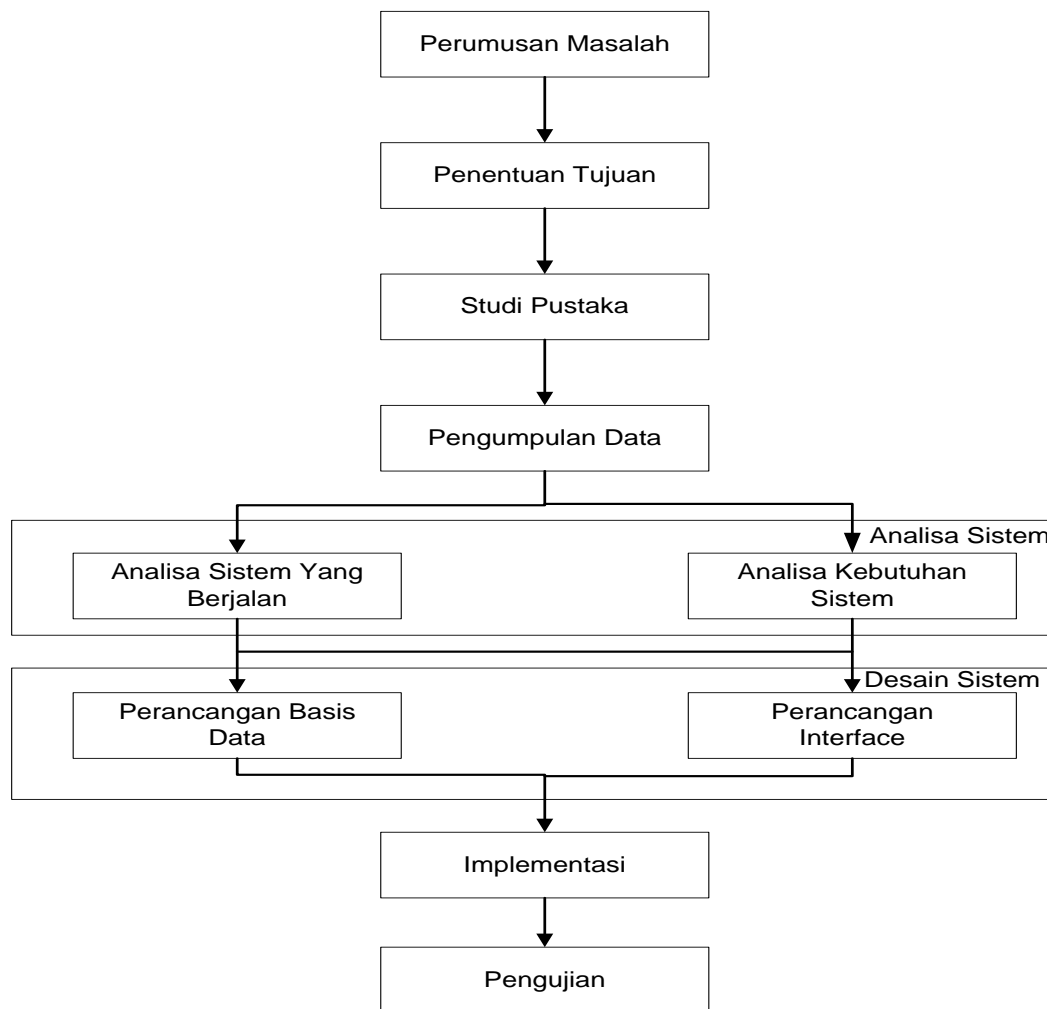 Perumusan Masalah
Penentuan Tujuan
Studi Pustaka
Pengumpulan Data
Analisa Sistem
Analisa Sistem Yang
Berjalan
Analisa Kebutuhan
Sistem
Desain Sistem
Perancangan Basis
Data
Perancangan
Interface
Implementasi
Pengujian